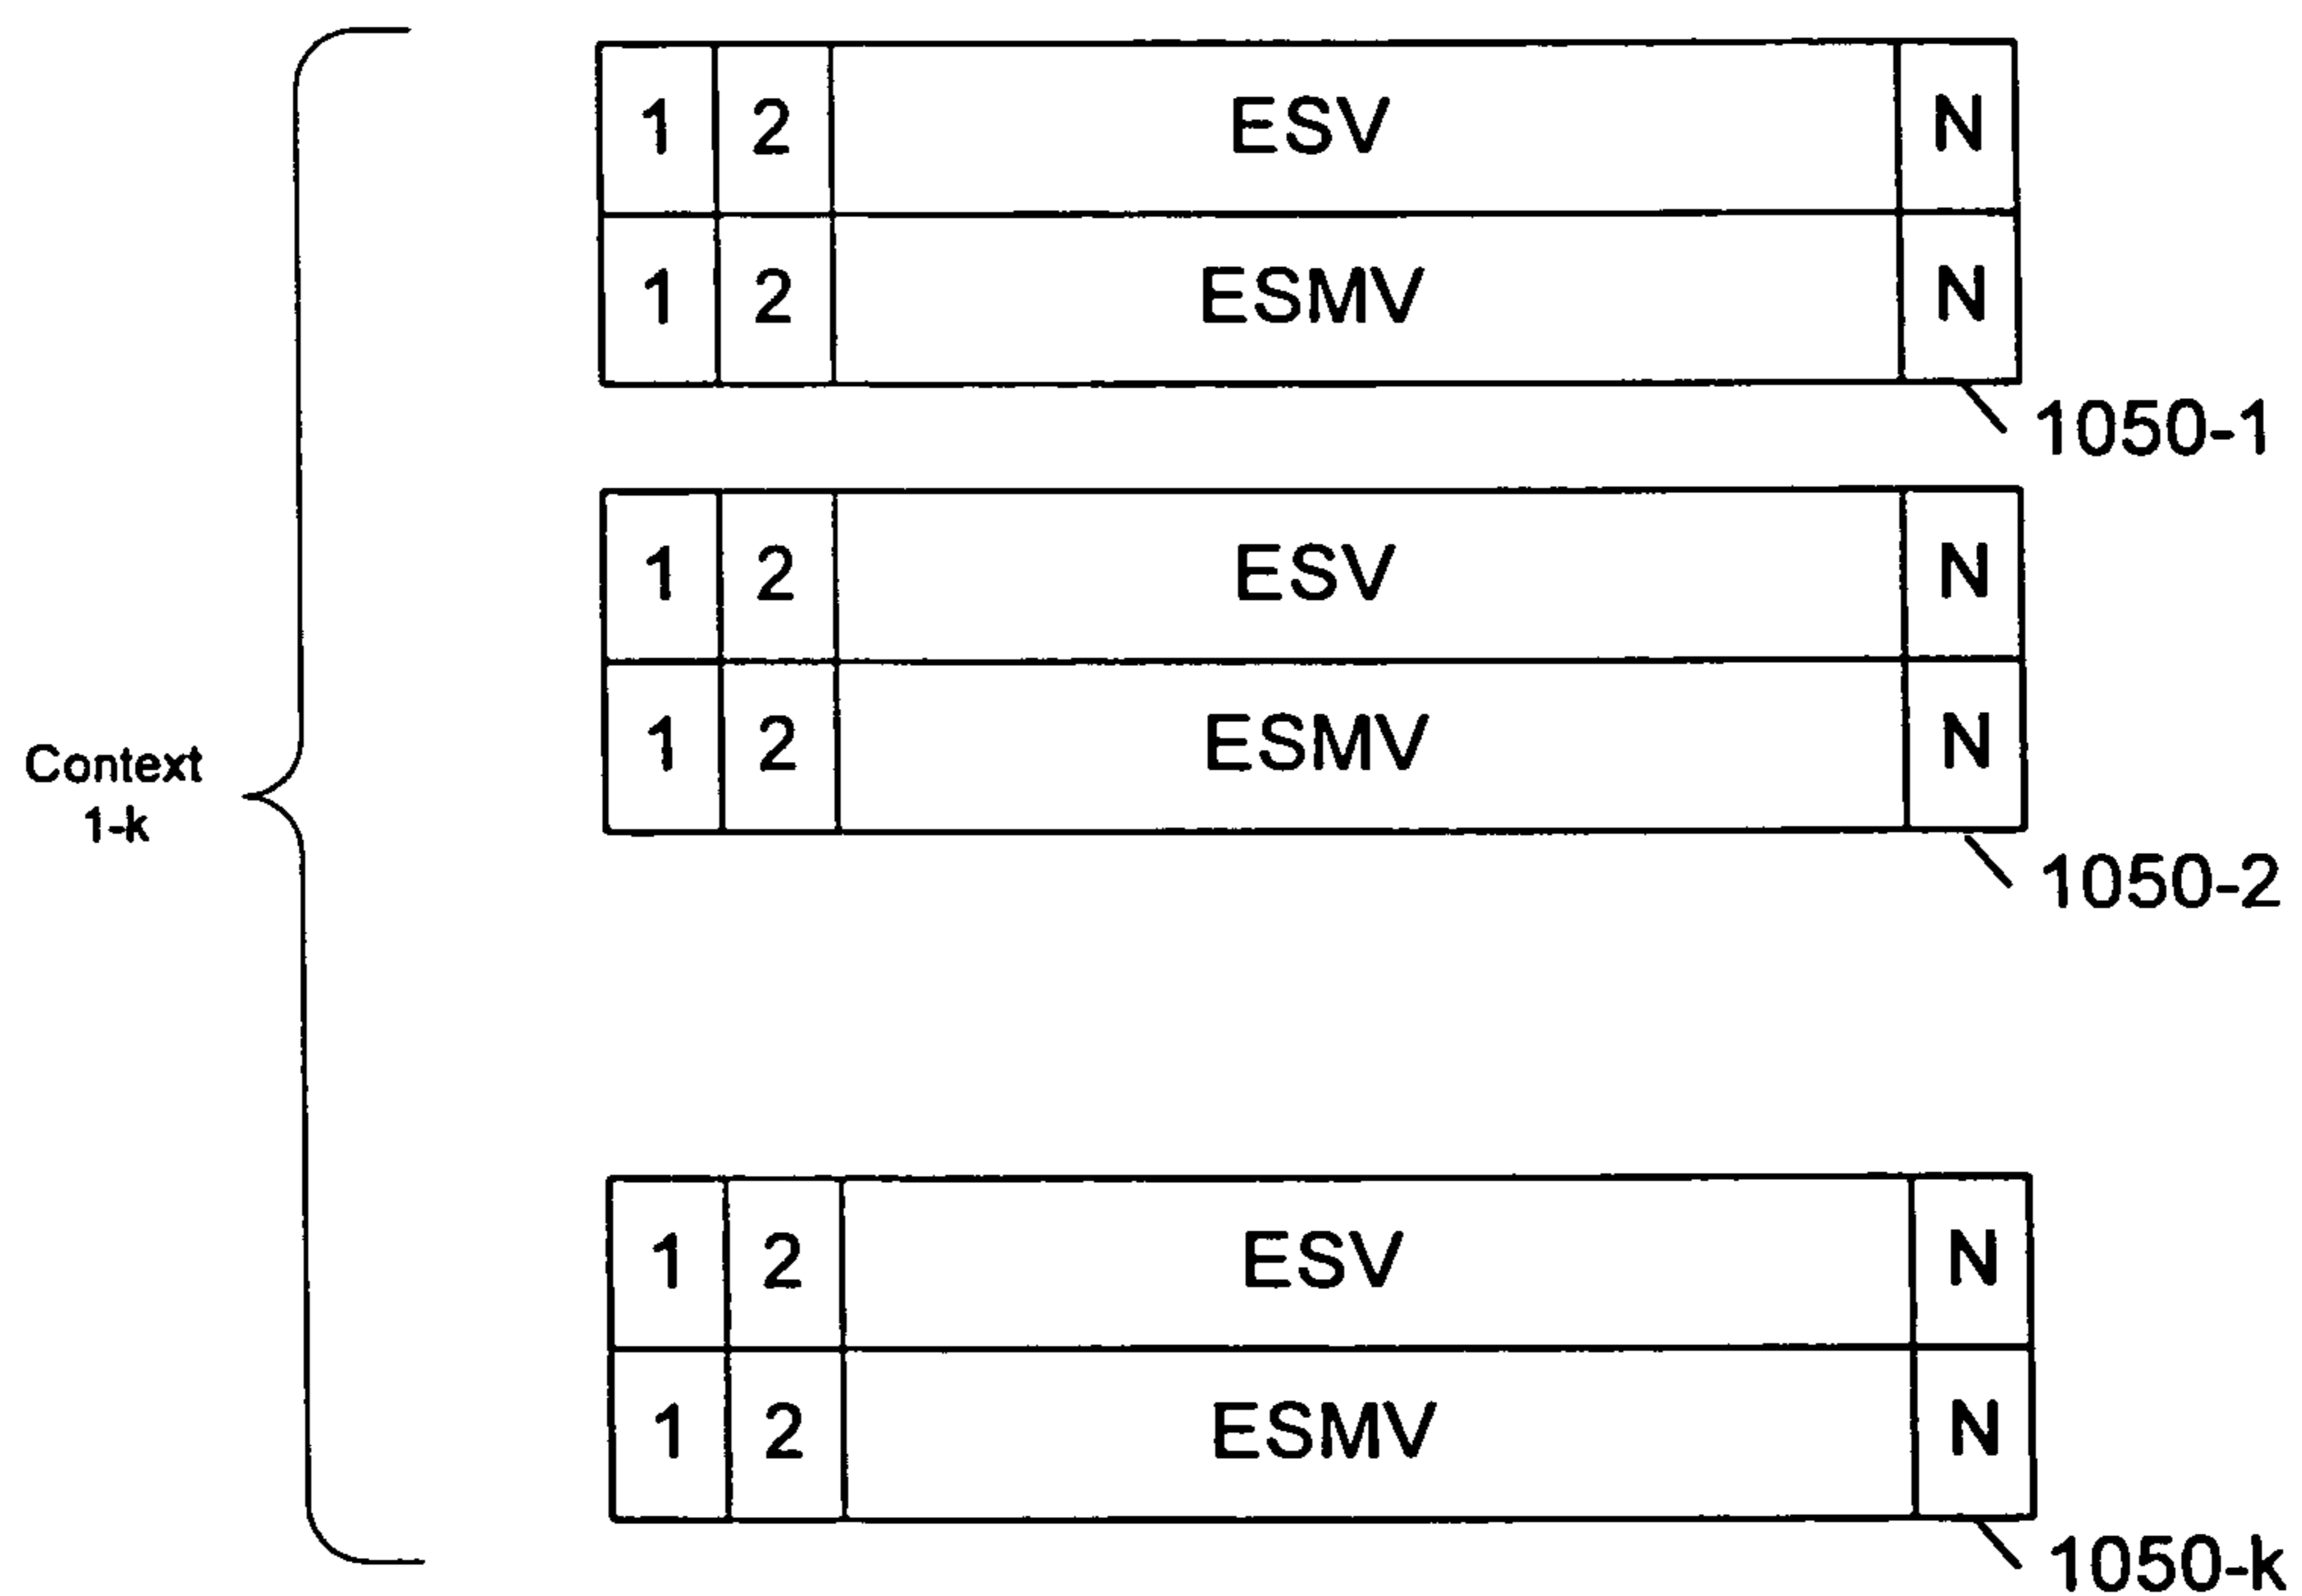 1 2 ESV N
1 2 ESMV N
1050-1
1 2 ESV N
1 2 ESMV N
1050-2
Context
1-k
1 2 ESV N
1 2 ESMV N
1050-k